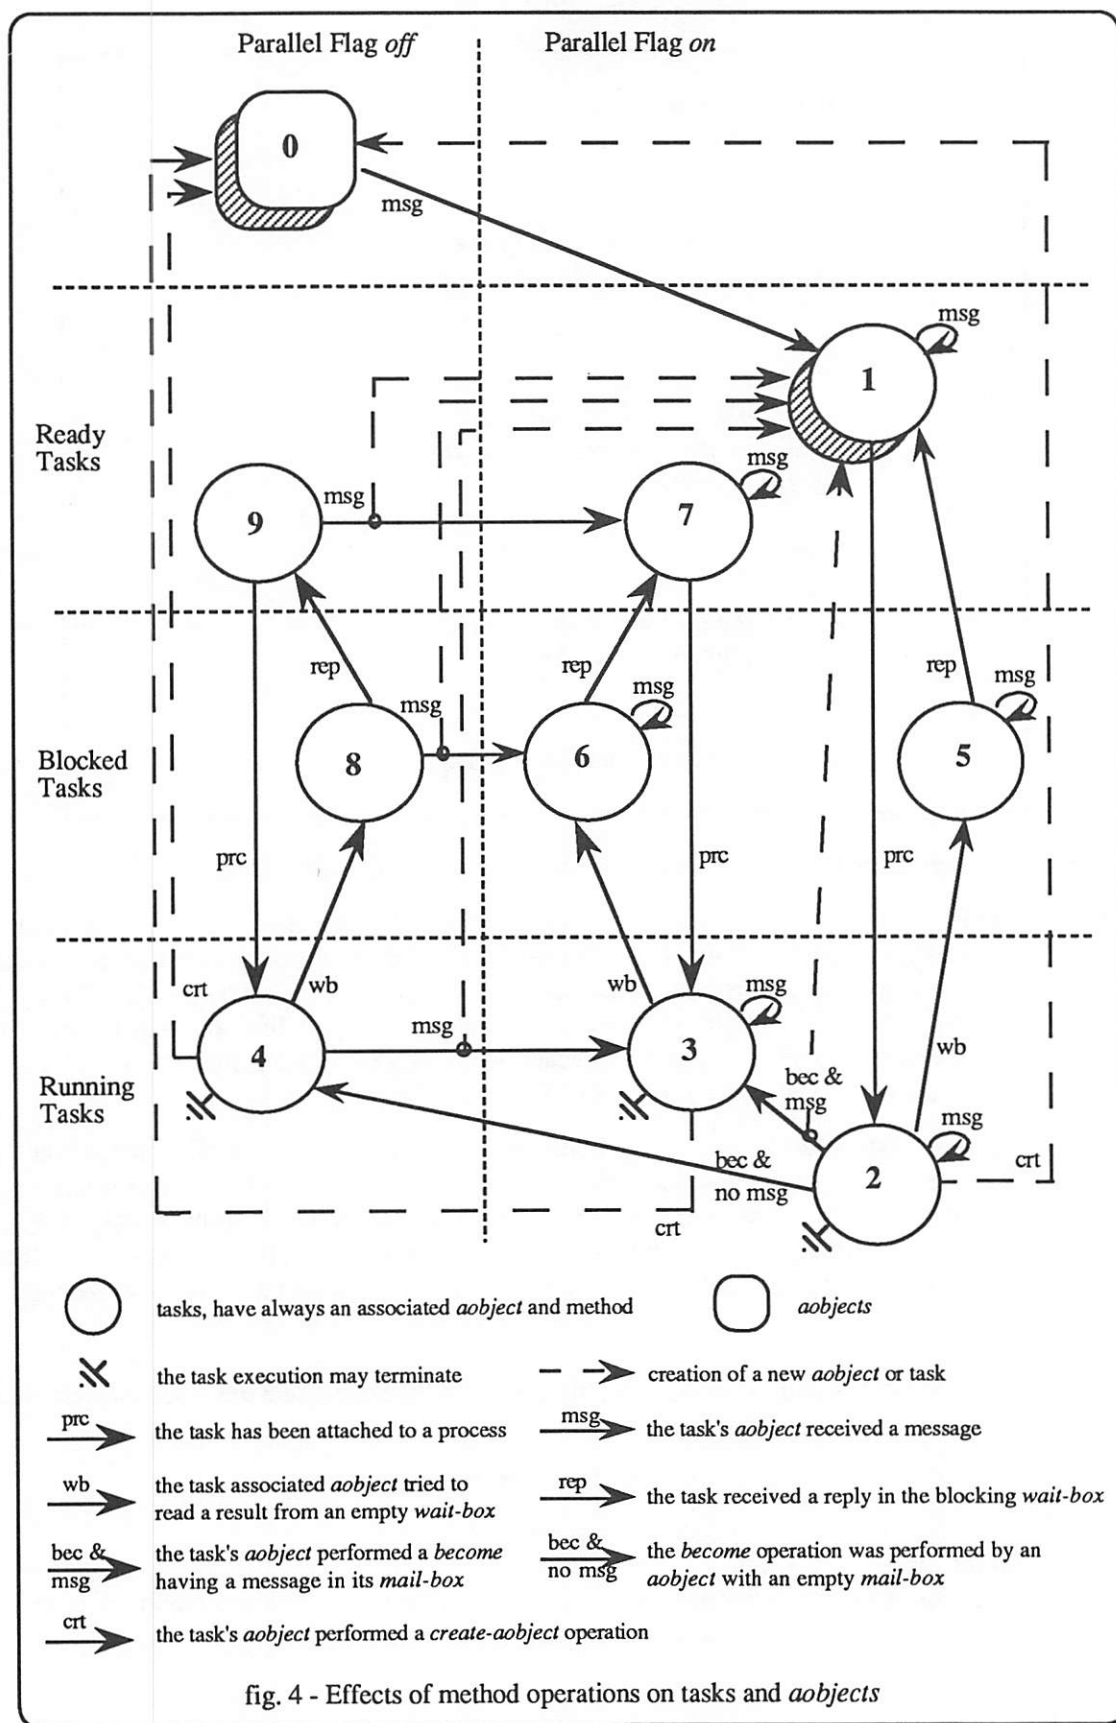 Parallel Flag off
Parallel Flag on
0
msg
msg
1
Ready
Tasks
msg
9
msg
7
rep
msg
rep
msg
rep
msg
Blocked
Tasks
8
6
5
prc
prc
prc
crt
wb
wb
msg
msg
4
3
wb
Running
Tasks
bec &
msg
msg
bec &
no msg
2
crt
crt
tasks, have always an associated aobject and method
aobjects
the task execution may terminate
creation of a new aobject or task
prc
the task has been attached to a process
msg
the task's aobject received a message
wb
the task associated aobject tried to
read a result from an empty wait-box
rep
the task received a reply in the blocking wait-box
bec &
msg
the task's aobject performed a become
having a message in its mail-box
bec &
no msg
the become operation was performed by an
aobject with an empty mail-box
crt
the task's aobject performed a create-aobject operation
fig. 4 - Effects of method operations on tasks and aobjects